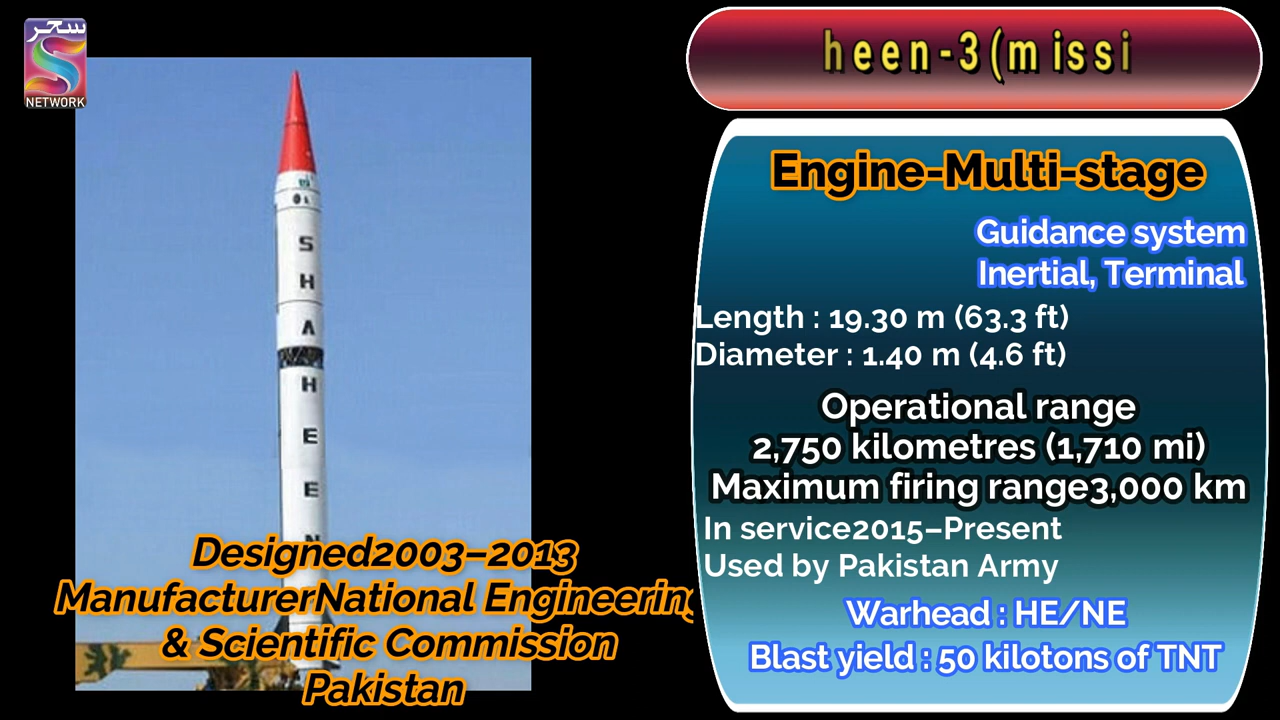 سحر
NETWORK
heen-3(missi
Engine-Multi-stage
Guidance system
Inertial, Terminal
Length : 19.30 m (63.3 ft)
Diameter : 1.40 m (4.6 ft)
Operational range
2,750 kilometres (1,710 mi)
Maximum firing range3,000 km
In service2015–Present
Used by Pakistan Army
Warhead : HE/NE
Blast yield : 50 kilotons of TNT
SHAHEEN
Designed2003–2013
ManufacturerNational Engineering
& Scientific Commission
Pakistan